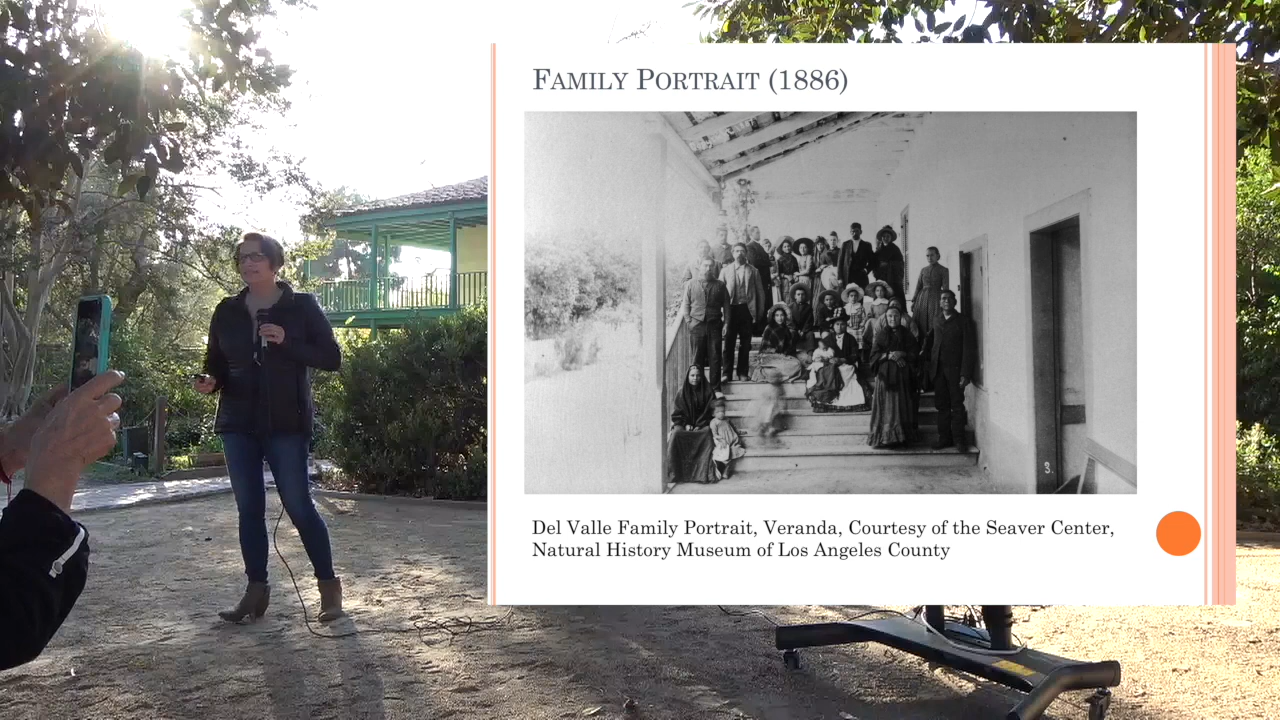 FAMILY PORTRAIT (1886)
3.
Del Valle Family Portrait, Veranda, Courtesy of the Seaver Center,
Natural History Museum of Los Angeles County